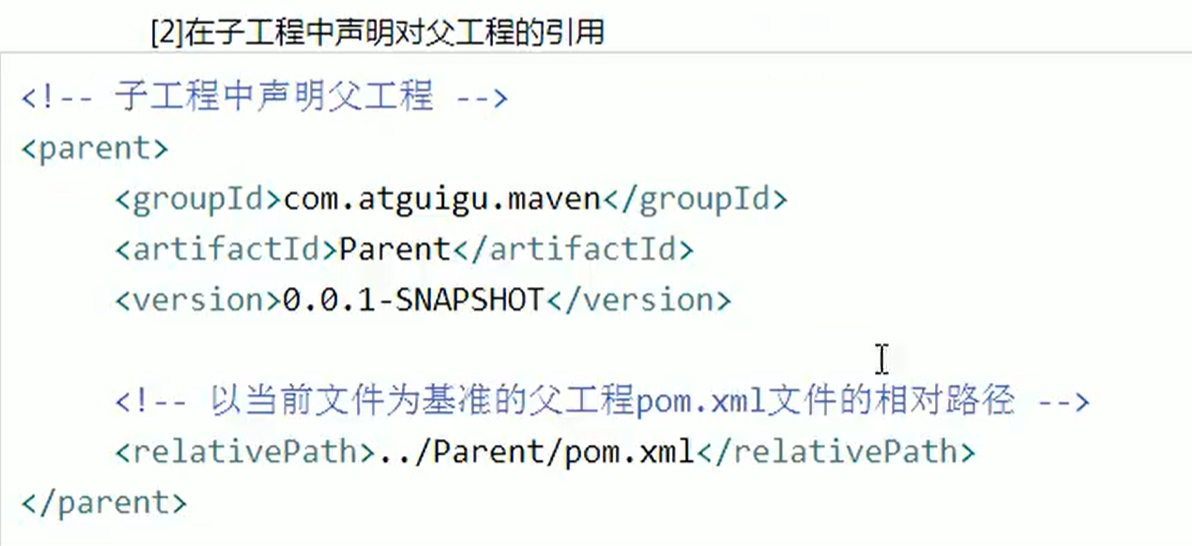 [2]在子工程中声明对父工程的引用
<!-- 子工程中声明父工程 -->
<parent>
<groupId>com.atguigu.maven</groupId>
<artifactId>Parent</artifactId>
<version>0.0.1-SNAPSHOT</version>
<!-- 以当前文件为基准的父工程pom.xml文件的相对路径 -->
<relativePath>../Parent/pom.xml</relativePath>
</parent>